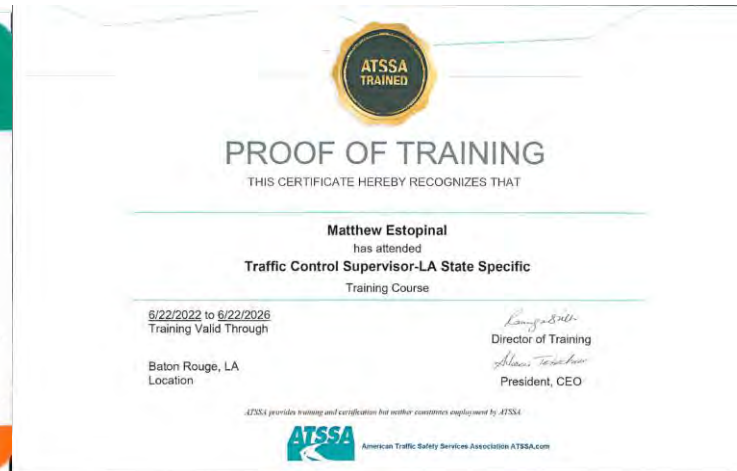 ATSSA
TRAINED
PROOF OF TRAINING
THIS CERTIFICATE HEREBY RECOGNIZES THAT
Matthew Estopinal
has attended
Traffic Control Supervisor-LA State Specific
Training Course
6/22/2022 to 6/22/2026
Training Valid Through
Director of Training
Baton Rouge, LA
Location
President, CEO
ATSSA provides training and certification but neither constitutes employment by ATSSA
ATSSA
American Traffic Safety Services Association ATSSA.com